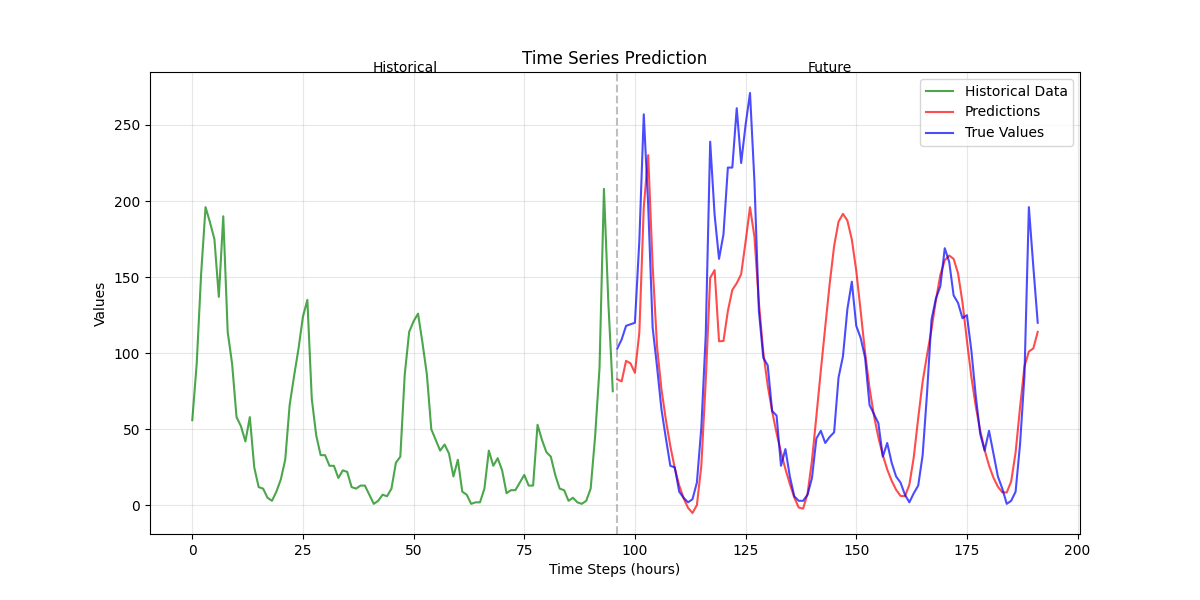 Time Series Prediction
Historical
Future
Historical Data
Predictions
True Values
Values
250
200
150
100
50
0
0 25 50 75 100 125 150 175 200
Time Steps (hours)